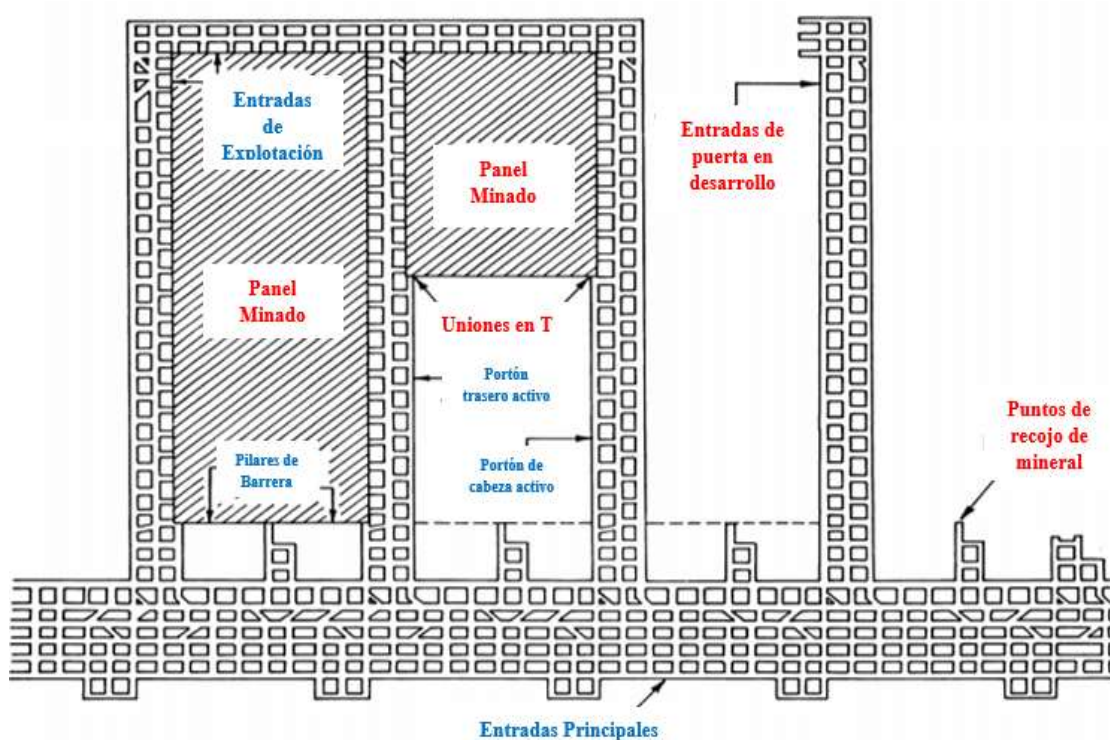 Entradas
de
Explotación
Entradas de
puerta en
desarrollo
Panel
Minado
Panel
Minado
Uniones en T
Portón
trasero activo
Puntos de
recojo de
mineral
Pilares de
Barrera
Portón de
cabeza activo
Entradas Principales